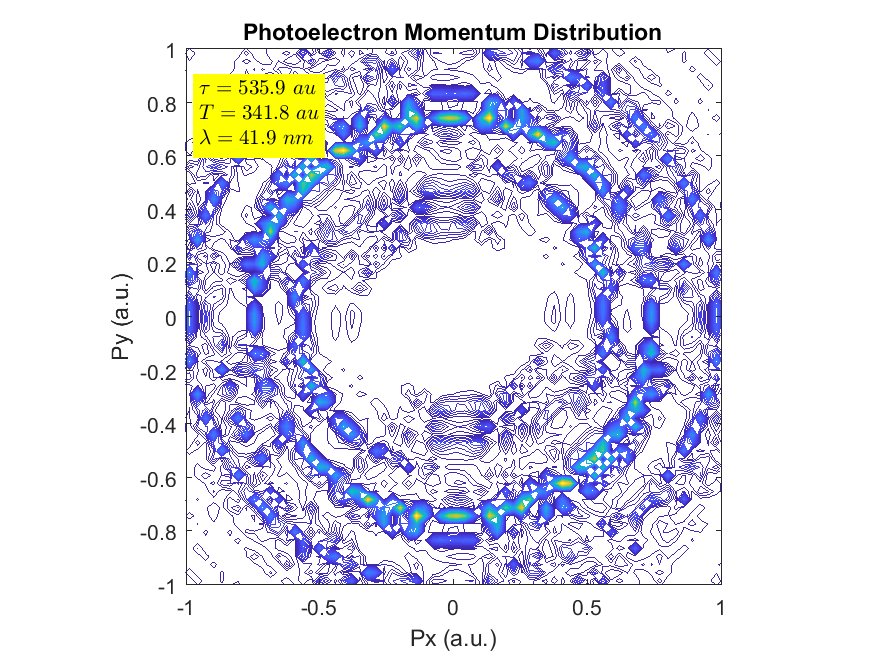 Photoelectron Momentum Distribution
τ = 535.9 au
T = 341.8 au
λ = 41.9 nm
1
0.8
0.6
0.4
0.2
0
-0.2
-0.4
-0.6
-0.8
-1
Py (a.u.)
-1 -0.5 0 0.5 1
Px (a.u.)